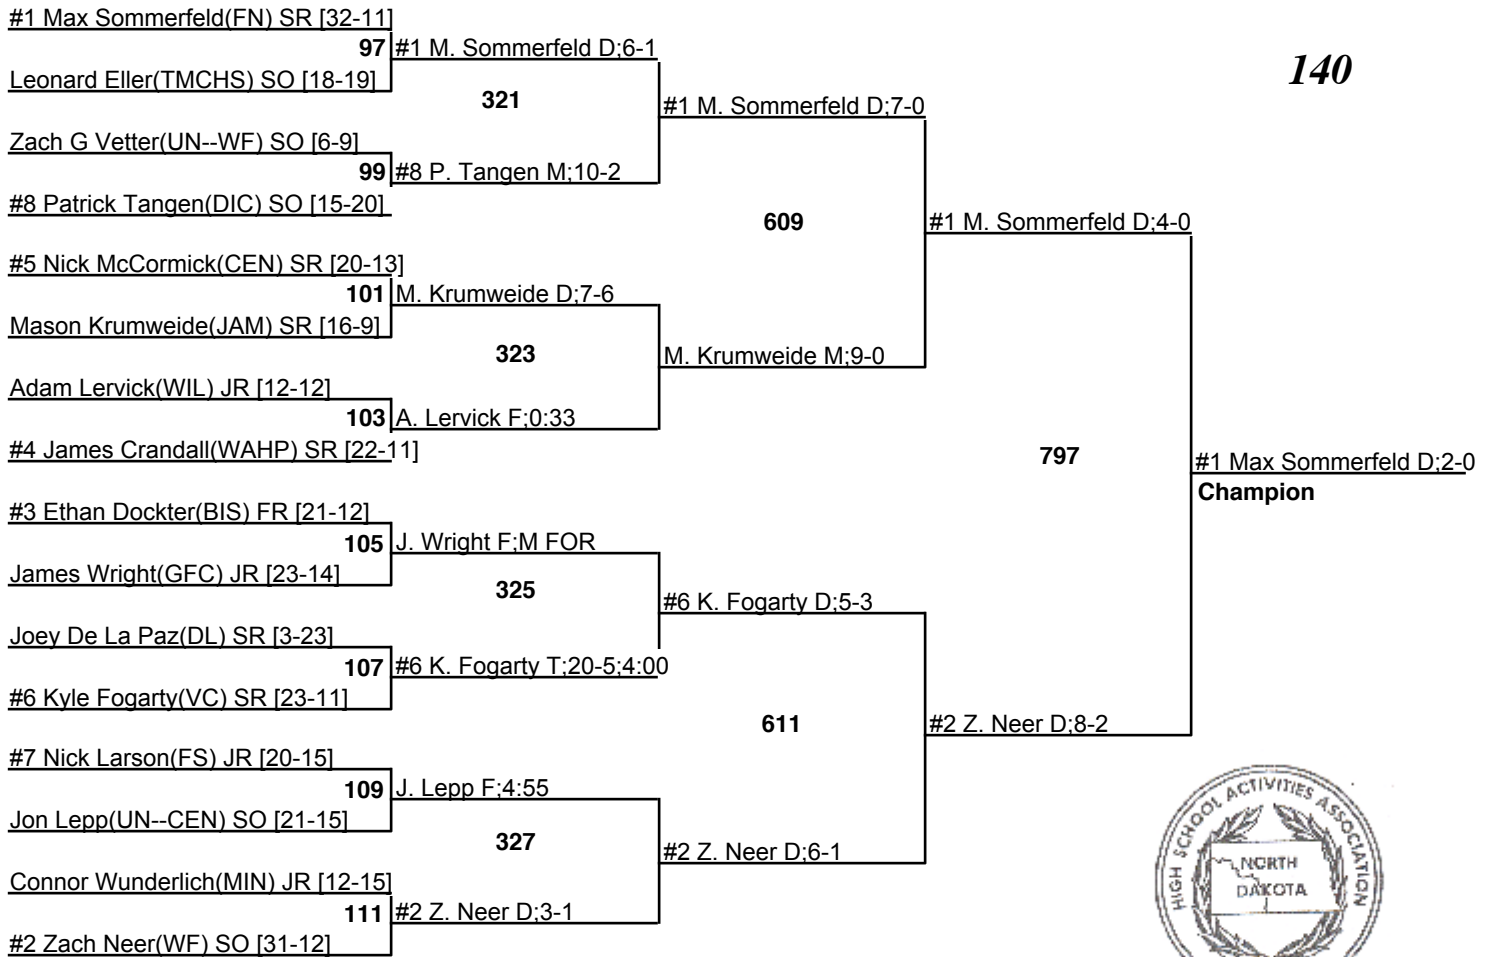 #1 Max Sommerfeld(FN) SR [32-11]
97 #1 M. Sommerfeld D;6-1
140
Leonard Eller(TMCHS) SO [18-19]
321
#1 M. Sommerfeld D;7-0
Zach G Vetter(UN--WF) SO [6-9]
99 #8 P. Tangen M;10-2
#8 Patrick Tangen(DIC) SO [15-20]
609
#1 M. Sommerfeld D;4-0
#5 Nick McCormick(CEN) SR [20-13]
101 M. Krumweide D;7-6
Mason Krumweide(JAM) SR [16-9]
323
M. Krumweide M;9-0
Adam Lervick(WIL) JR [12-12]
103 A. Lervick F;0:33
#4 James Crandall(WAHP) SR [22-11]
797
#1 Max Sommerfeld D;2-0
Champion
#3 Ethan Dockter(BIS) FR [21-12]
105 J. Wright F;M FOR
James Wright(GFC) JR [23-14]
325
#6 K. Fogarty D;5-3
Joey De La Paz(DL) SR [3-23]
107 #6 K. Fogarty T;20-5;4:00
#6 Kyle Fogarty(VC) SR [23-11]
611
#2 Z. Neer D;8-2
#7 Nick Larson(FS) JR [20-15]
109 J. Lepp F;4:55
Jon Lepp(UN--CEN) SO [21-15]
327
#2 Z. Neer D;6-1
Connor Wunderlich(MIN) JR [12-15]
111 #2 Z. Neer D;3-1
#2 Zach Neer(WF) SO [31-12]
HIGH SCHOOL ACTIVITIES ASSOCIATION
NORTH
DAKOTA